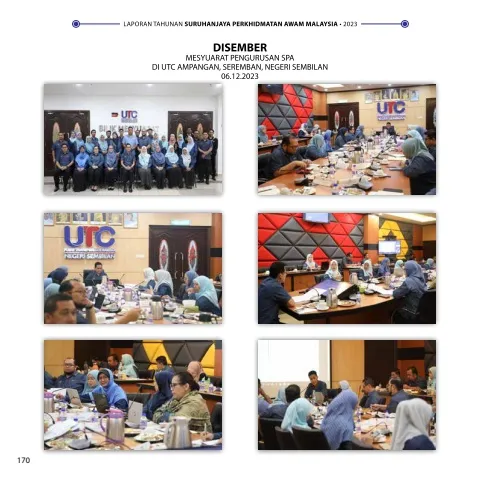 LAPORAN TAHUNAN SURUHANJAYA PERKHIDMATAN AWAM MALAYSIA • 2023
DISEMBER
MESYUARAT PENGURUSAN SPA
DI UTC AMPANGAN, SEREMBAN, NEGERI SEMBILAN
06.12.2023
UTC
UTC
UTC
NEGERI SEMBILAN
170